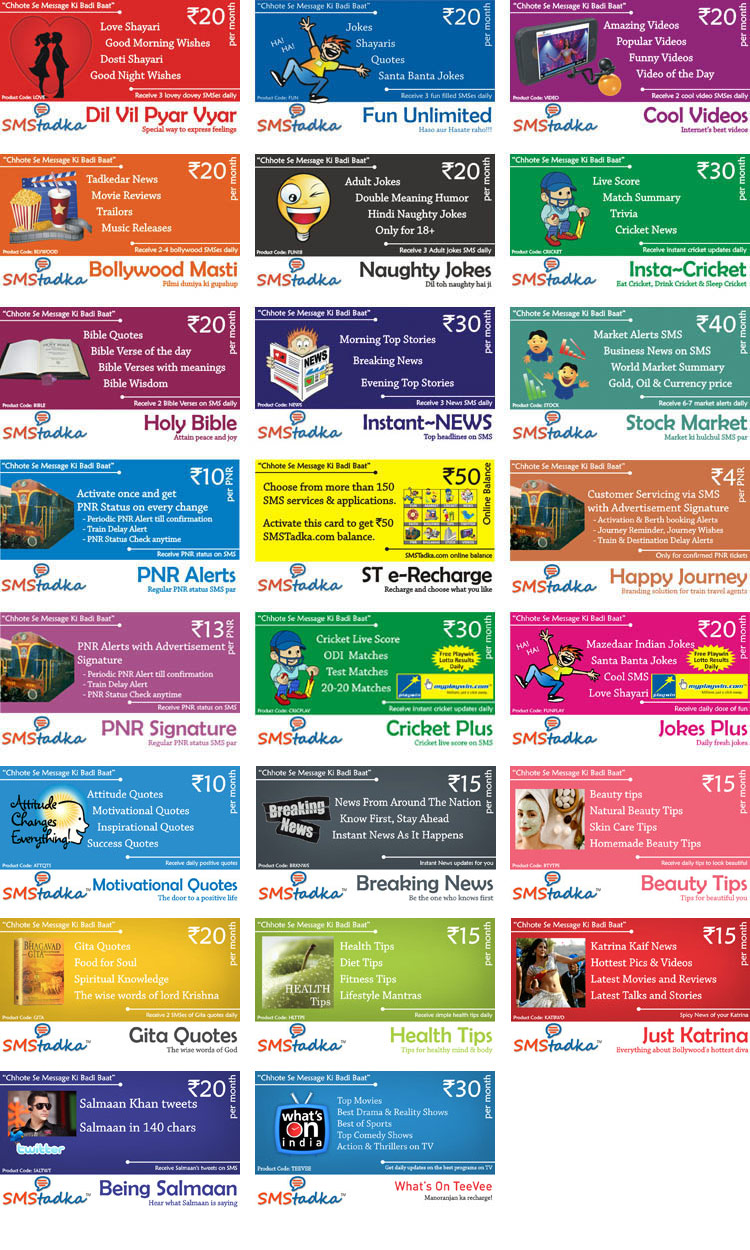 "Chhote Se Message Ki Badi Baat"
₹20
per month
Love Shayari
Good Morning Wishes
Dosti Shayari
Good Night Wishes
Product Code: LOVE
Receive 3 lovey dovey SMSes daily
SMStadka
Dil Vil Pyar Vyar
Special way to express feelings
"Chhote Se Message Ki Badi Baat"
₹20
per month
HA!
HA!
Jokes
Shayaris
Quotes
Santa Banta Jokes
Product Code: FUN
Receive 3 fun filled SMSes daily
SMStadka
Fun Unlimited
Haso aur Hasate raho!!!
"Chhote Se Message Ki Badi Baat"
₹20
per month
Amazing Videos
Popular Videos
Funny Videos
Video of the Day
Product Code: VIDEO
Receive 2 cool video SMSes daily
SMStadka
Cool Videos
Internet's best videos
"Chhote Se Message Ki Badi Baat"
₹20
per month
Tadkedar News
Movie Reviews
Trailors
Music Releases
Receive 2-4 bollywood SMSes daily
SMStadka
Bollywood Masti
Filmi duniya ki gupshup
"Chhote Se Message Ki Badi Baat"
₹20
per month
Adult Jokes
Double Meaning Humor
Hindi Naughty Jokes
Only for 18+
Product Code: FUN18
Receive 3 Adult Jokes SMS daily
SMStadka
Naughty Jokes
Dil toh naughty hai ji
"Chhote Se Message Ki Badi Baat"
₹30
per month
Live Score
Match Summary
Trivia
Cricket News
Product Code: CRICKET
Receive instant cricket updates daily
SMStadka
Insta~Cricket
Eat Cricket, Drink Cricket & Sleep Cricket
"Chhote Se Message Ki Badi Baat"
₹20
per month
HOLY BIBLE
Bible Quotes
Bible Verse of the day
Bible Verses with meanings
Bible Wisdom
Product Code: BIBLE
Receive 2 Bible Verses on SMS daily
SMStadka
Holy Bible
Attain peace and joy
"Chhote Se Message Ki Badi Baat"
₹30
per month
NEWS
Morning Top Stories
Breaking News
Evening Top Stories
Product Code: NEWS
Receive 3 News SMS daily
SMStadka
Instant~NEWS
Top headlines on SMS
"Chhote Se Message Ki Badi Baat"
₹40
per month
Market Alerts SMS
Business News on SMS
World Market Summary
Gold, Oil & Currency price
Product Code: STOCK
Receive 6-7 market alerts daily
SMStadka
Stock Market
Market ki hulchul SMS par
"Chhote Se Message Ki Badi Baat"
₹10
per PNR
Activate once and get
PNR Status on every change
- Periodic PNR Alert till confirmation
- Train Delay Alert
- PNR Status Check anytime
Receive PNR status on SMS
SMStadka
PNR Alerts
Regular PNR status SMS par
"Chhote Se Message Ki Badi Baat"
₹50
Online Balance
Choose from more than 150
SMS services & applications.
Activate this card to get ₹50
SMSTadka.com balance.
SMSTadka.com online balance
SMStadka
ST e-Recharge
Recharge and choose what you like
"Chhote Se Message Ki Badi Baat"
₹4
per PNR
Customer Servicing via SMS
with Advertisement Signature
- Activation & Berth booking Alerts
- Journey Reminder, Journey Wishes
- Train & Destination Delay Alerts
Only for confirmed PNR tickets
SMStadka
Happy Journey
Branding solution for train travel agents
"Chhote Se Message Ki Badi Baat"
₹13
per PNR
PNR Alerts with Advertisement
Signature
- Periodic PNR Alert till confirmation
- Train Delay Alert
- PNR Status Check anytime
Receive PNR status on SMS
SMStadka
PNR Signature
Regular PNR status SMS par
"Chhote Se Message Ki Badi Baat"
₹30
per month
Cricket Live Score
ODI Matches
Test Matches
20-20 Matches
Free Playwin
Lotto Results
Daily
playwin
myplaywin.com
Product Code: CRICPLAY
Receive instant cricket updates daily
SMStadka
Cricket Plus
Cricket live score on SMS
"Chhote Se Message Ki Badi Baat"
₹20
per month
HA!
HA!
Mazedaar Indian Jokes
Santa Banta Jokes
Cool SMS
Love Shayari
Free Playwin
Lotto Results
Daily
playwin
myplaywin.com
Product Code: FUNPLAY
Receive daily dose of fun
SMStadka
Jokes Plus
Daily fresh jokes
"Chhote Se Message Ki Badi Baat"
₹10
per month
Attitude
Changes
Everything!
Attitude Quotes
Motivational Quotes
Inspirational Quotes
Success Quotes
Product Code: ATTQTS
Receive daily positive quotes
SMStadka™
Motivational Quotes
The door to a positive life
"Chhote Se Message Ki Badi Baat"
₹15
per month
Breaking
News
News From Around The Nation
Know First, Stay Ahead
Instant News As It Happens
Product Code: BRKNWS
Instant News updates for you
SMStadka™
Breaking News
Be the one who knows first
"Chhote Se Message Ki Badi Baat"
₹15
per month
Beauty tips
Natural Beauty Tips
Skin Care Tips
Homemade Beauty Tips
Product Code: BTYTPS
Receive daily tips to look beautiful
SMStadka™
Beauty Tips
Tips for beautiful you
"Chhote Se Message Ki Badi Baat"
₹20
per month
BHAGAVAD
GITA
Gita Quotes
Food for Soul
Spiritual Knowledge
The wise words of lord Krishna
Product Code: GITA
Receive 2 SMSes of Gita quotes daily
SMStadka™
Gita Quotes
The wise words of God
"Chhote Se Message Ki Badi Baat"
₹15
per month
HEALTH
Tips
Health Tips
Diet Tips
Fitness Tips
Lifestyle Mantras
Product Code: HLTTPS
Receive simple health tips daily
SMStadka™
Health Tips
Tips for healthy mind & body
"Chhote Se Message Ki Badi Baat"
₹15
per month
Katrina Kaif News
Hottest Pics & Videos
Latest Movies and Reviews
Latest Talks and Stories
Product Code: KATBWD
Spicy News of your Katrina
SMStadka™
Just Katrina
Everything about Bollywood's hottest diva
"Chhote Se Message Ki Badi Baat"
₹20
per month
twitter
Salmaan Khan tweets
Salmaan in 140 chars
Product Code: SALTWT
Receive Salmaan's tweets on SMS
SMStadka™
Being Salmaan
Hear what Salmaan is saying
"Chhote Se Message Ki Badi Baat"
₹30
per month
what's
on
india
Top Movies
Best Drama & Reality Shows
Best of Sports
Top Comedy Shows
Action & Thrillers on TV
Product Code: TEEVEE
Get daily updates on the best programs on TV
SMStadka™
What's On TeeVee
Manoranjan ka recharge!